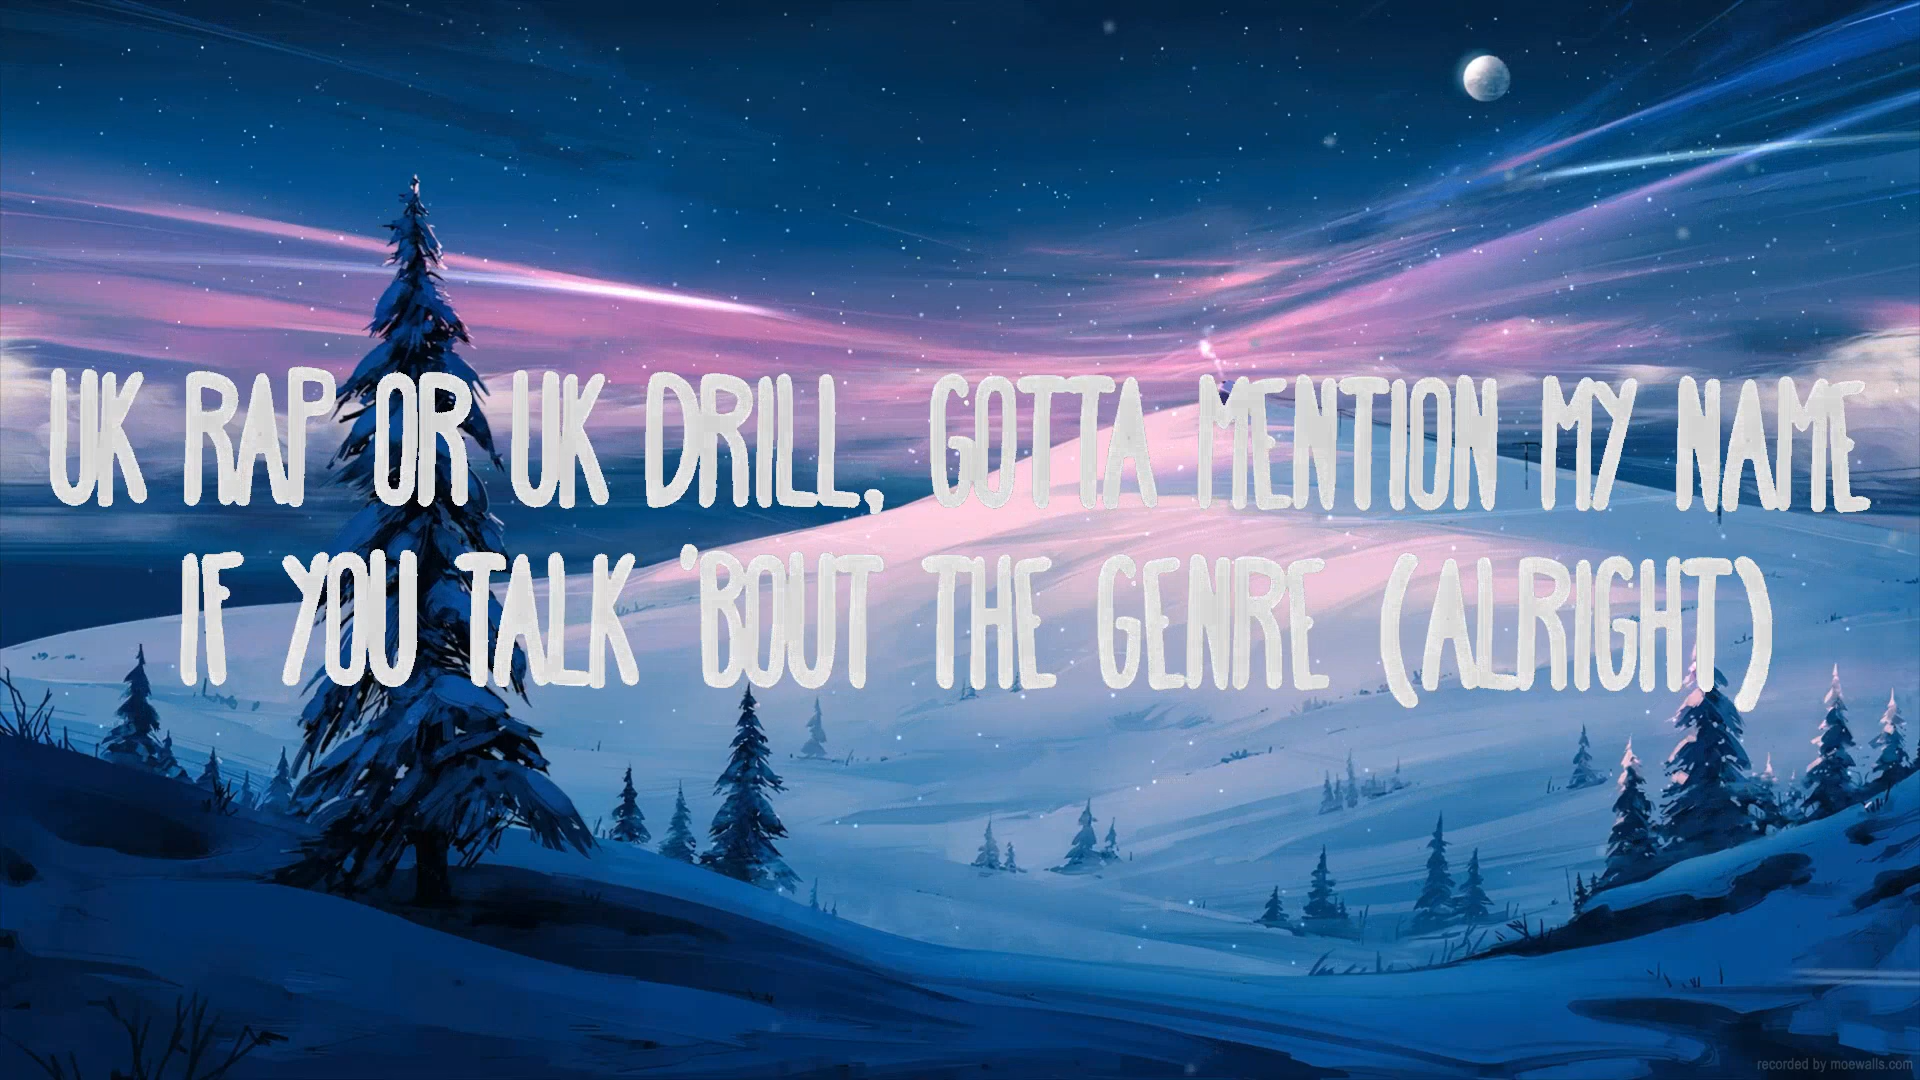 UK RAP OR UK DRILL, GOTTA MENTION MY NAME
IF YOU TALK 'BOUT THE GENRE (ALRIGHT)
recorded by moewalls.com